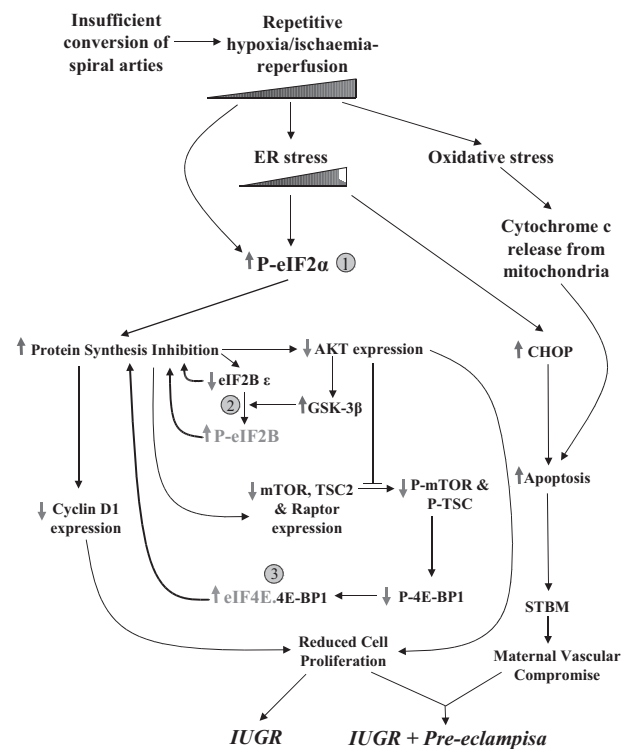 Insufficient
conversion of
spiral arties
Repetitive
hypoxia/ischaemia-
reperfusion
ER stress
Oxidative stress
Cytochrome c
release from
mitochondria
P-eIF2α 1
Protein Synthesis Inhibition
AKT expression
CHOP
eIF2B ε
2
GSK-3β
P-eIF2B
Apoptosis
Cyclin D1
expression
mTOR, TSC2
& Raptor
expression
P-mTOR &
P-TSC
3
eIF4E.4E-BP1
P-4E-BP1
STBM
Reduced Cell
Proliferation
Maternal Vascular
Compromise
IUGR
IUGR + Pre-eclampisa